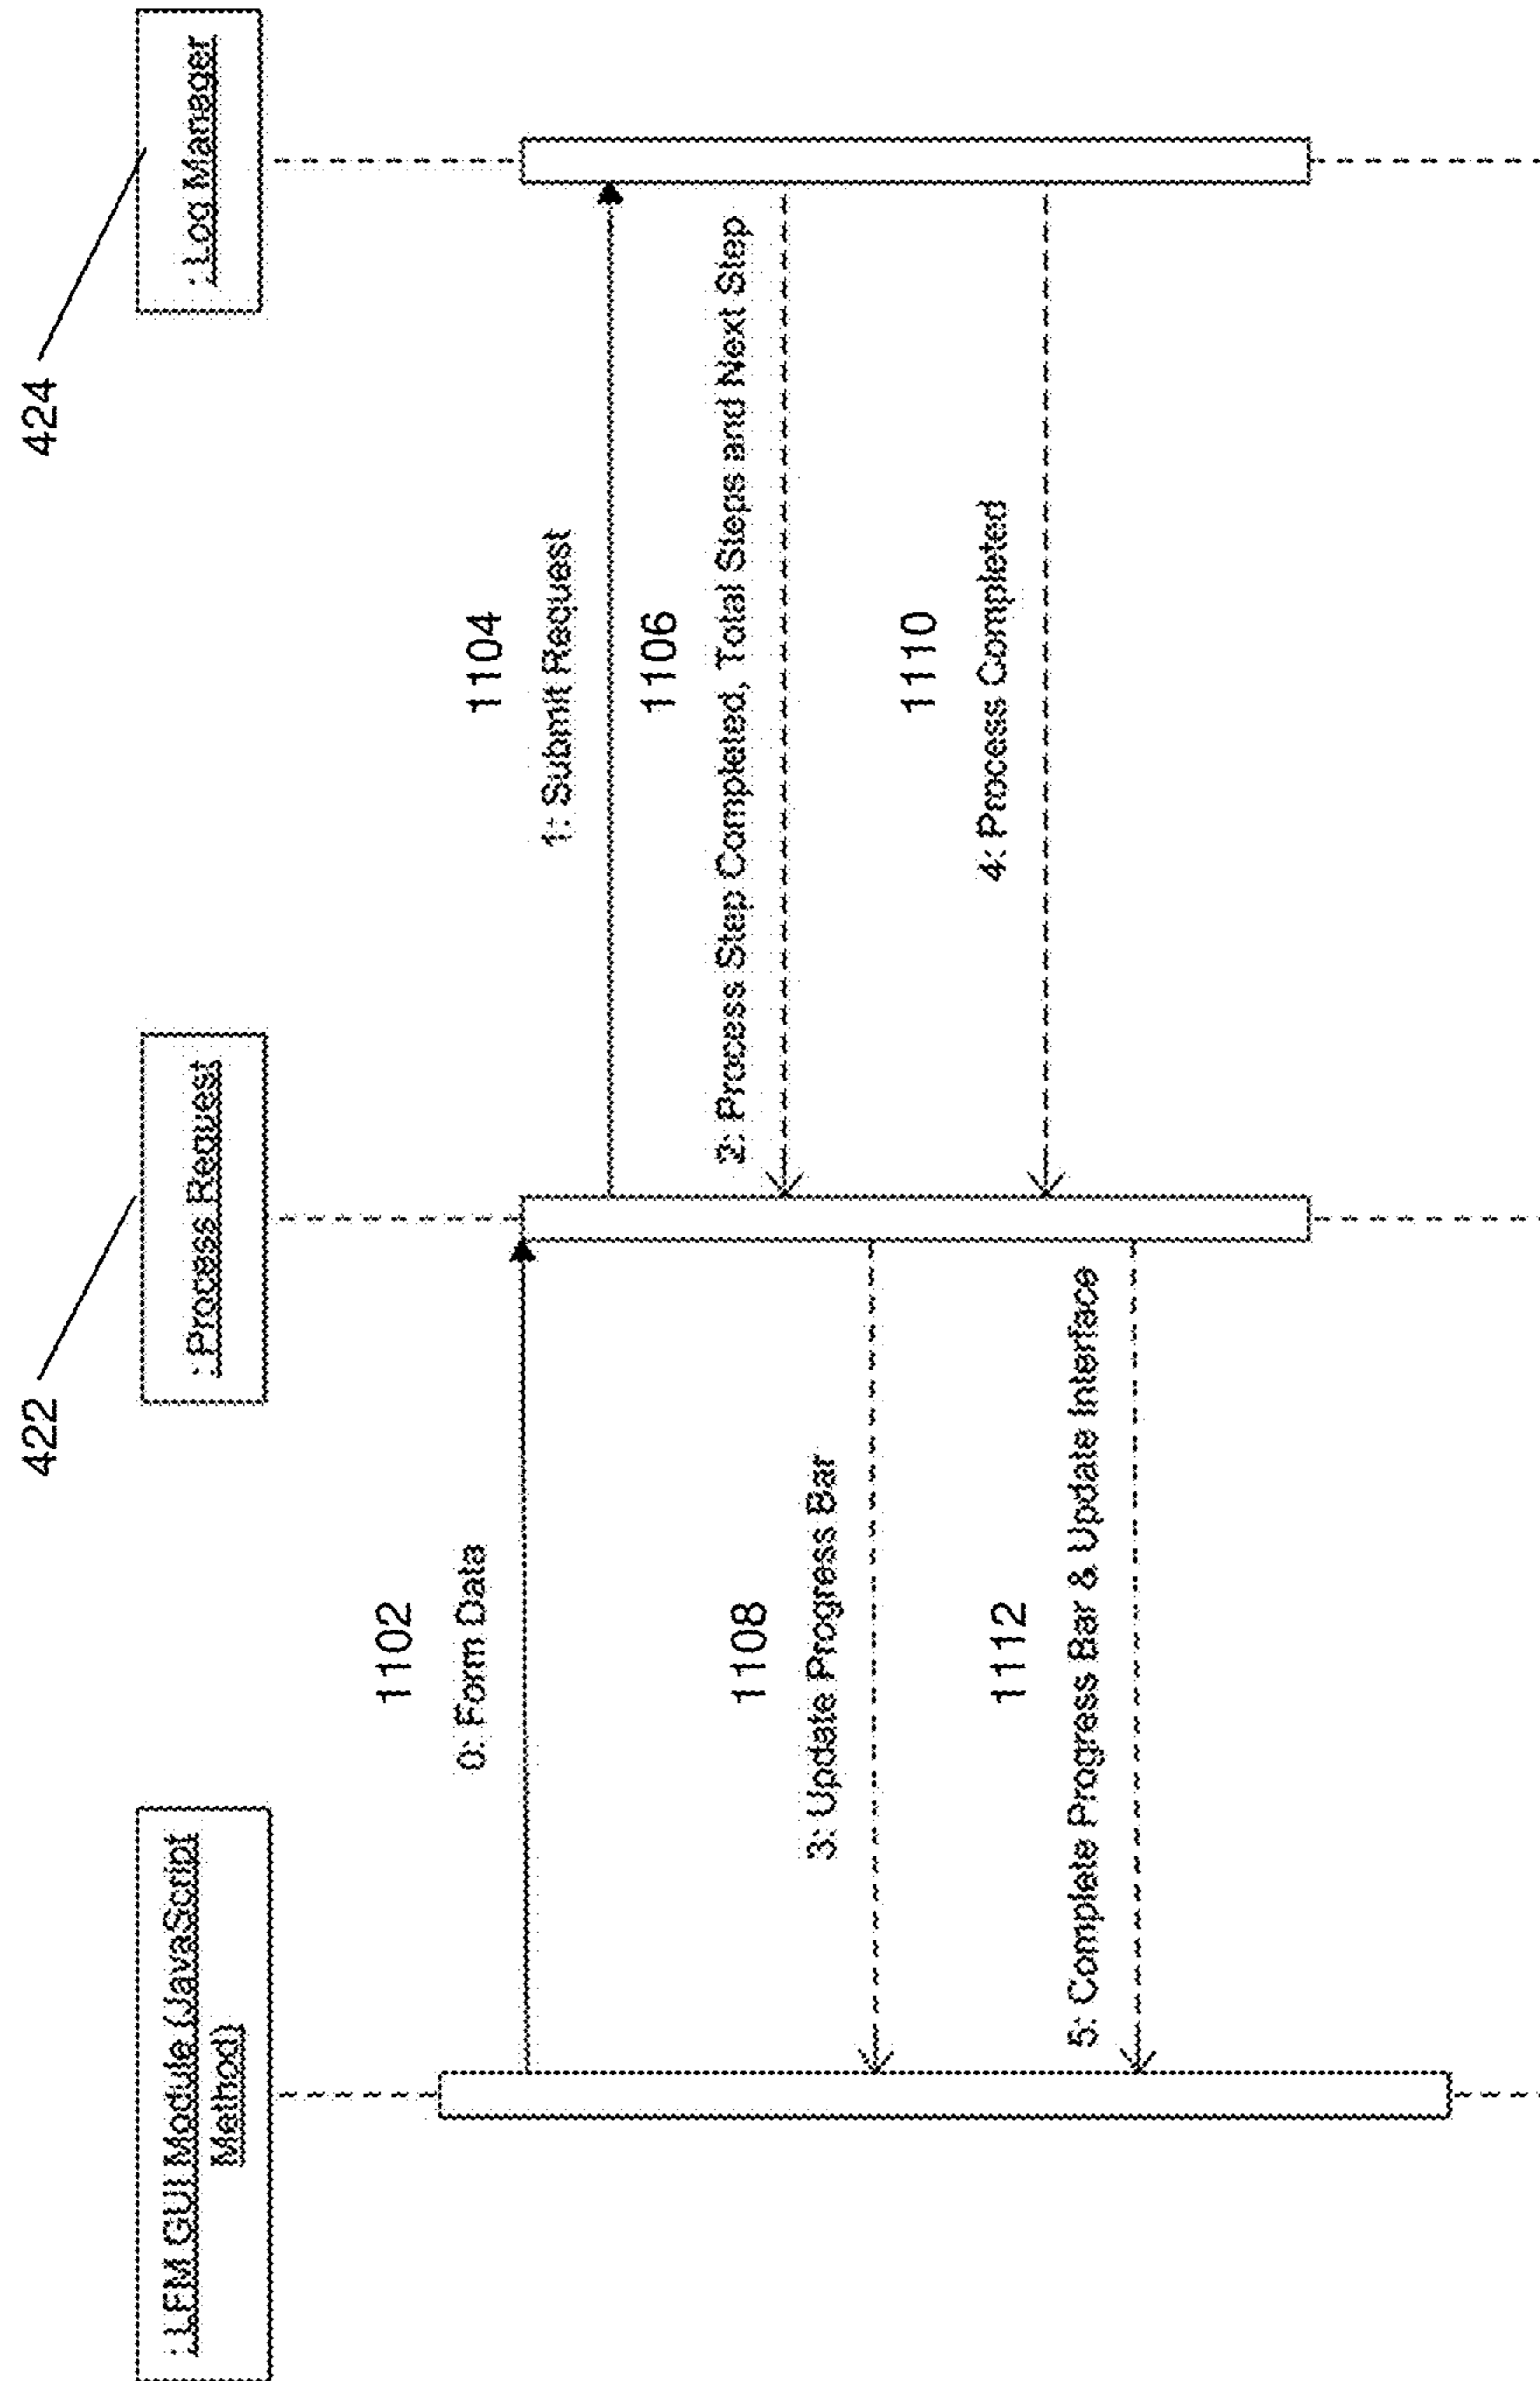 422
424
: LFM GUI Module (JavaScript
Method)
: Process Request
: Log Manager
1102
0: Form Data
1104
1: Submit Request
1106
2: Process Step Completed, Total Steps and Next Step
1108
3: Update Progress Bar
1110
4: Process Completed
1112
5: Complete Progress Bar & Update Interface